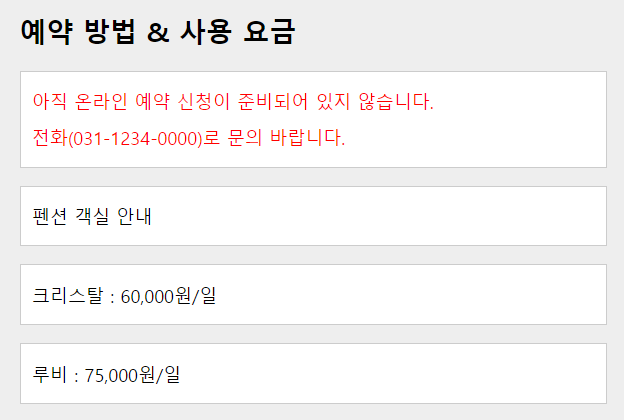 예약 방법 & 사용 요금
아직 온라인 예약 신청이 준비되어 있지 않습니다.
전화(031-1234-0000)로 문의 바랍니다.
펜션 객실 안내
크리스탈 : 60,000원/일
루비 : 75,000원/일